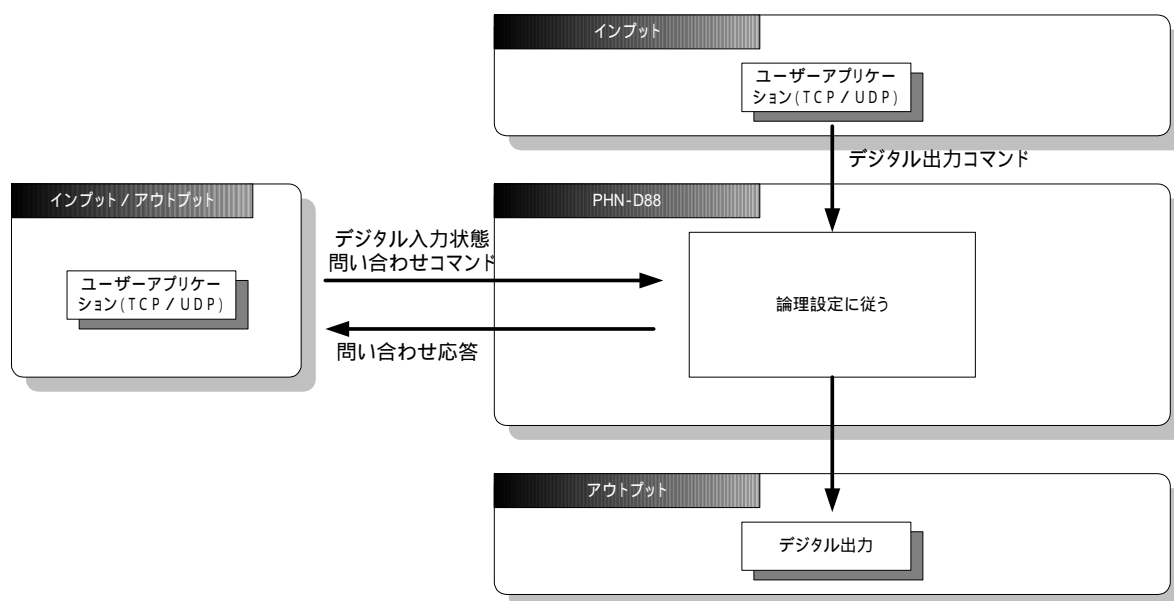 インプット
ユーザーアプリケー
ション(TCP/UDP)
デジタル出力コマンド
インプット/アウトプット
ユーザーアプリケー
ション(TCP/UDP)
デジタル入力状態
問い合わせコマンド
問い合わせ応答
PHN-D88
論理設定に従う
アウトプット
デジタル出力